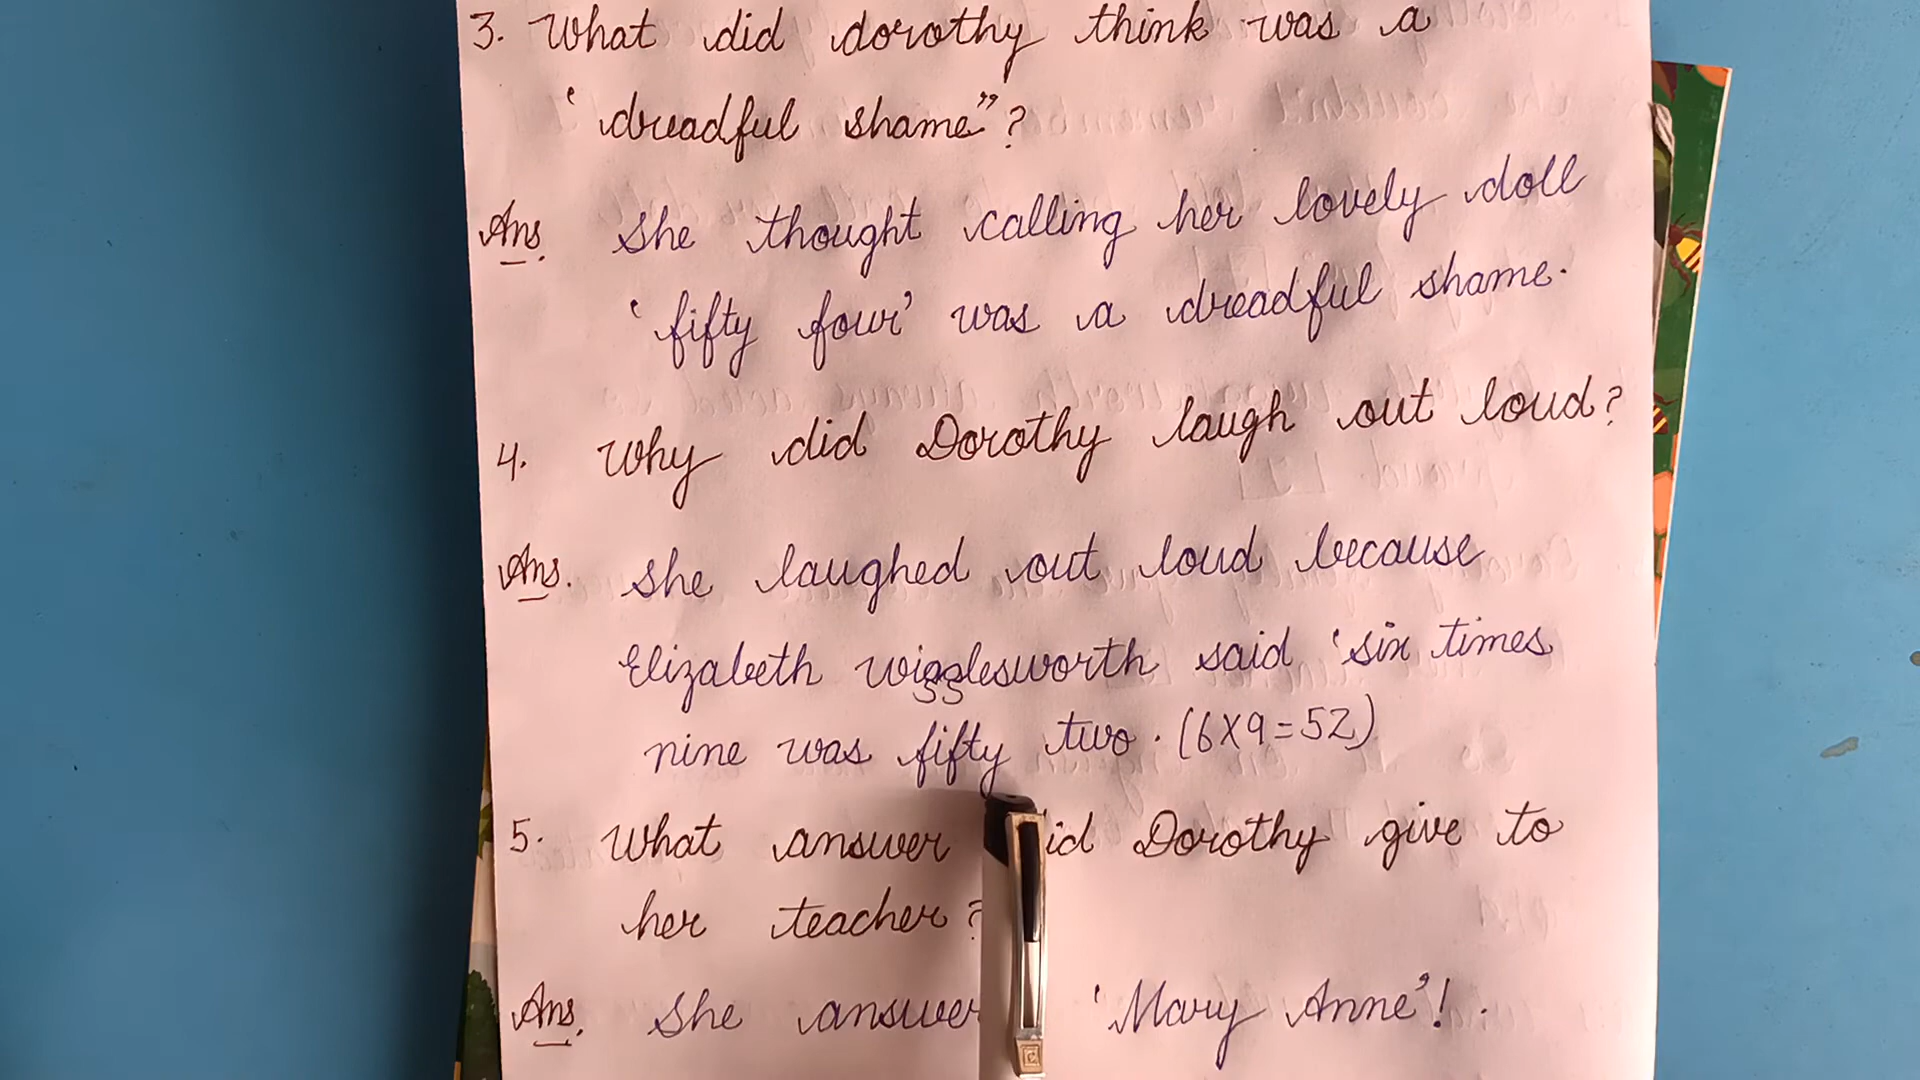 3. What did dorothy think was a
' dreadful shame"?
Ans. She thought calling her lovely doll
'fifty four' was a dreadful shame.
4. Why did Dorothy laugh out loud?
Ans. She laughed out loud because
Elizabeth wigglesworth said 'six times
nine was fifty two. (6X9=52)
5. What answer did Dorothy give to
her teacher?
Ans. She answer 'Mary Anne'! .